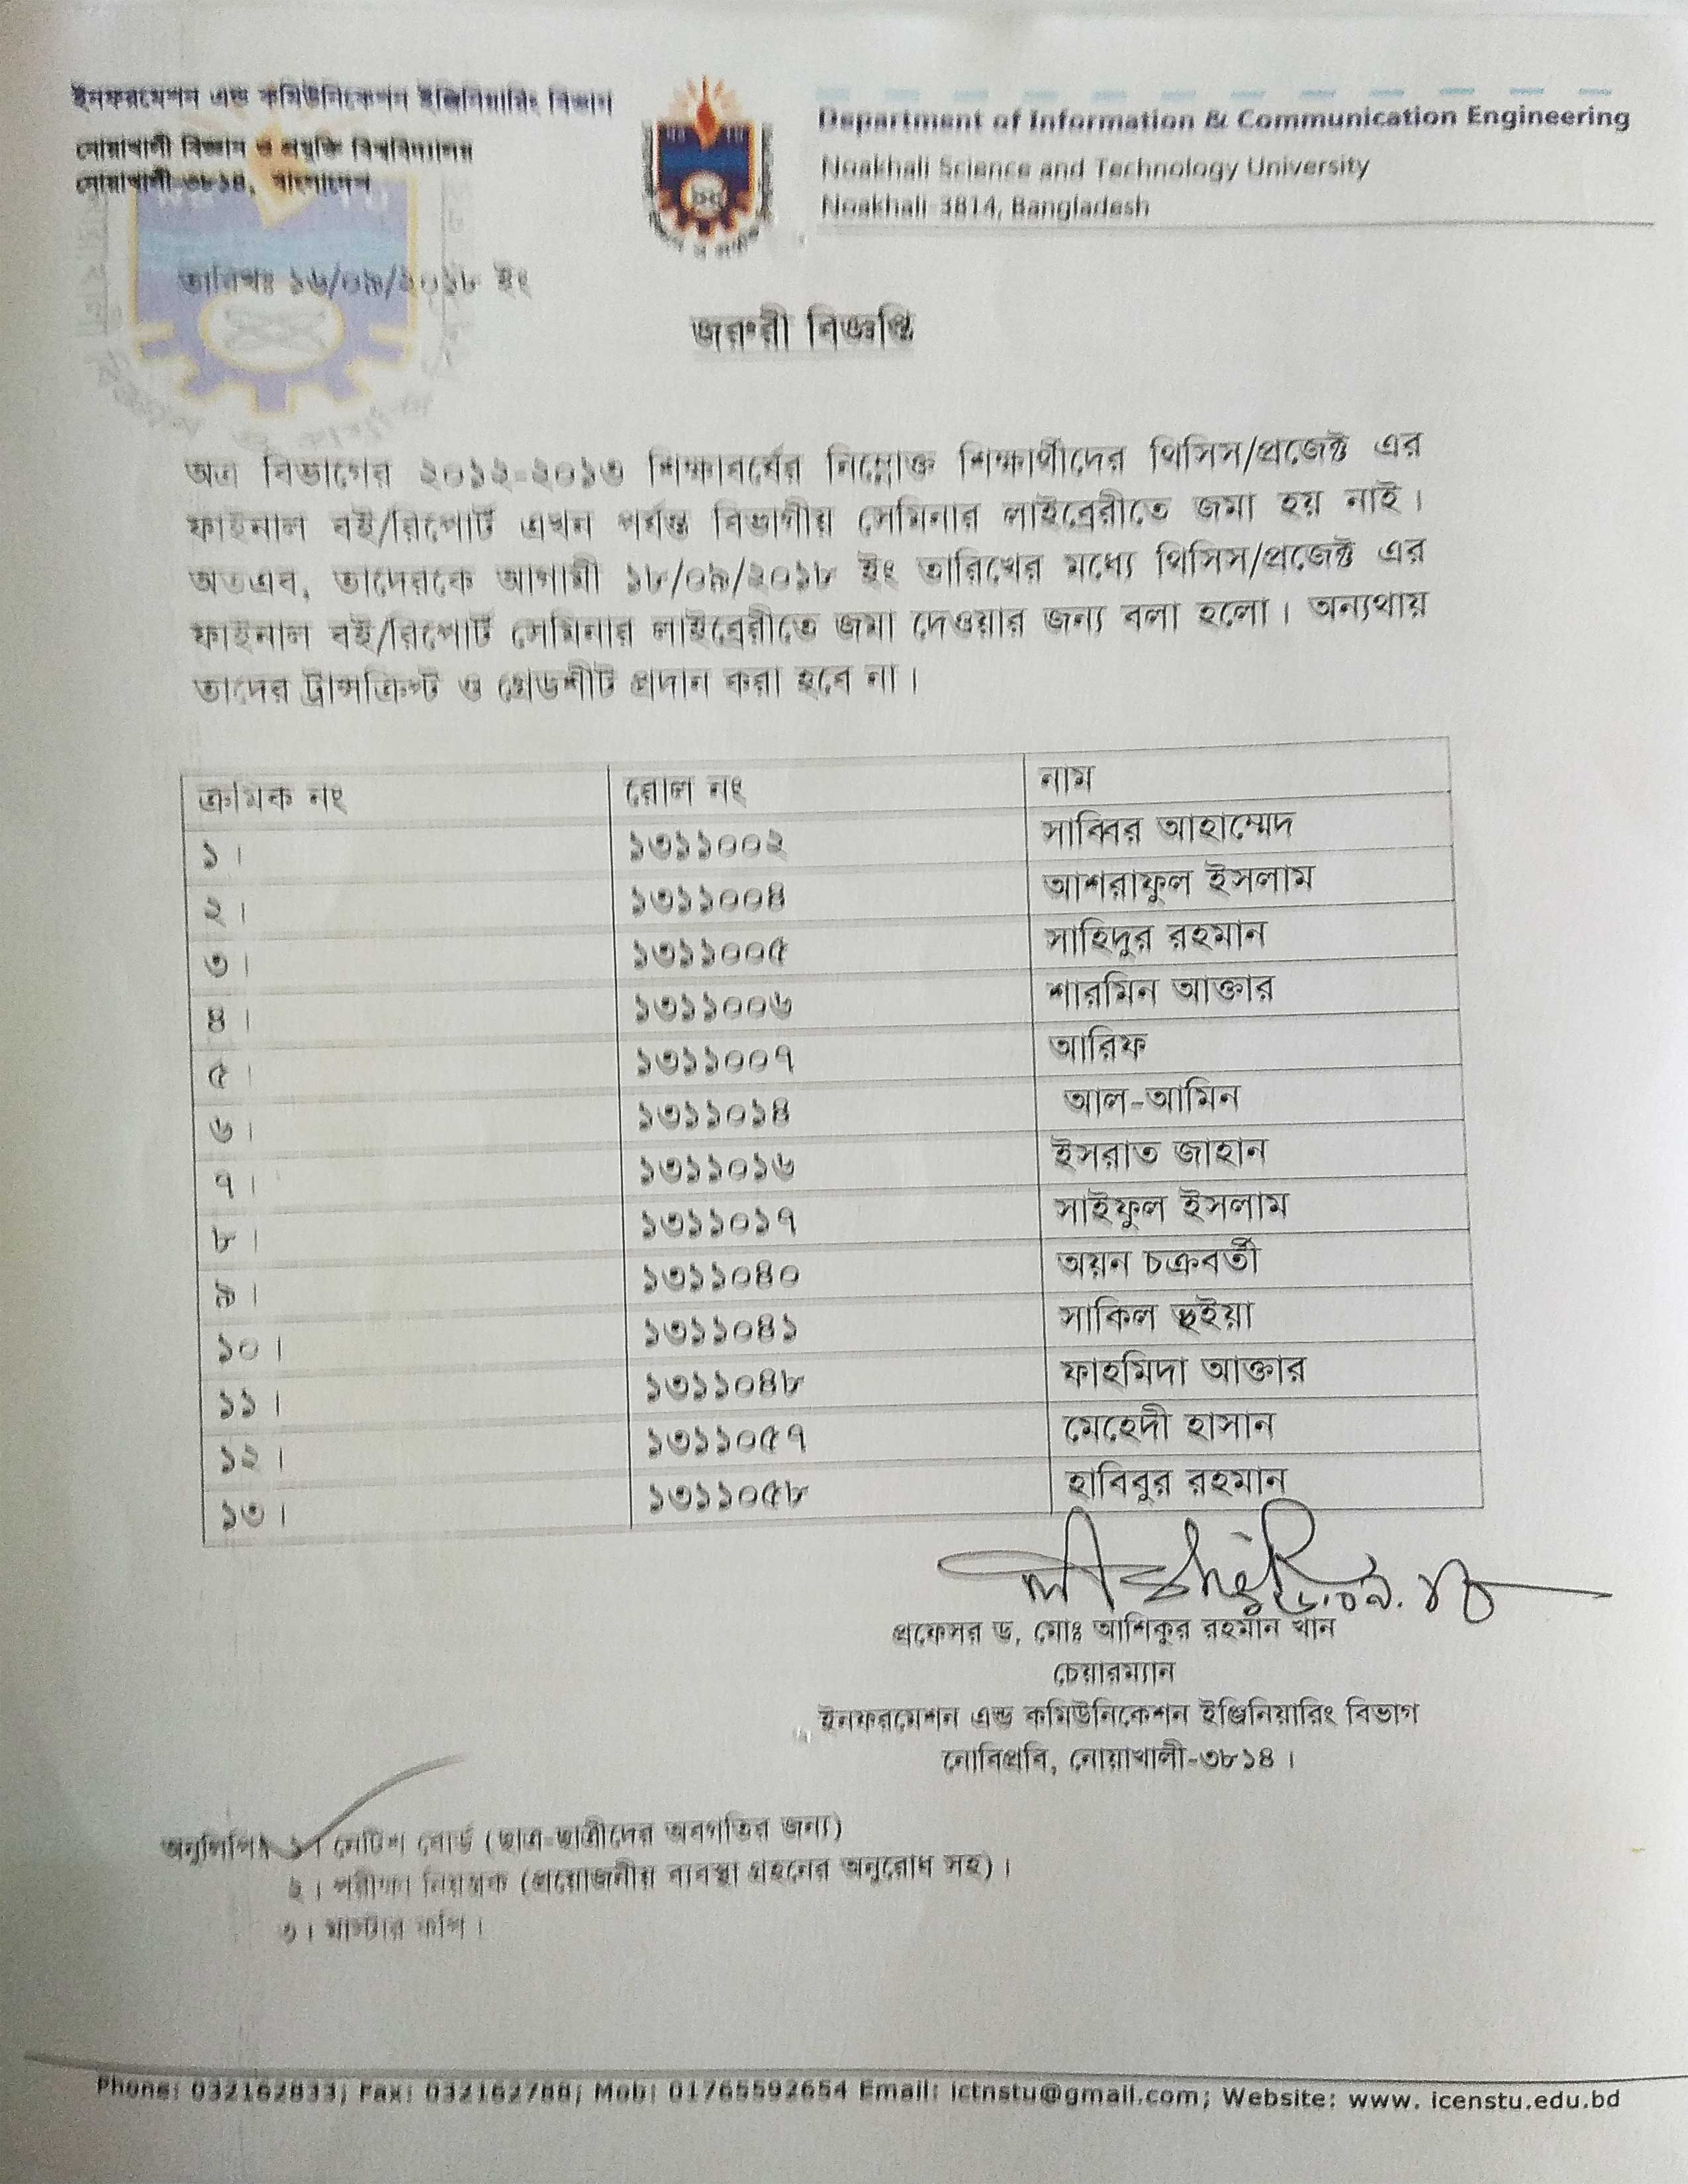 ইনফরমেশন এন্ড কমিউনিকেশন ইঞ্জিনিয়ারিং বিভাগ
নোয়াখালী বিজ্ঞান ও প্রযুক্তি বিশ্ববিদ্যালয়
নোয়াখালী-৩৮১৪, বাংলাদেশ
Department of Information & Communication Engineering
Noakhali Science and Technology University
Noakhali-3814, Bangladesh
তারিখঃ ১৬/০৯/২০১৮ ইং
জরুরী বিজ্ঞপ্তি
অত্র বিভাগের ২০১২-২০১৩ শিক্ষাবর্ষের নিম্নোক্ত শিক্ষার্থীদের থিসিস/প্রজেক্ট এর
ফাইনাল বই/রিপোর্ট এখন পর্যন্ত বিভাগীয় সেমিনার লাইব্রেরীতে জমা হয় নাই।
অতএব, তাদেরকে আগামী ১৮/০৯/২০১৮ ইং তারিখের মধ্যে থিসিস/প্রজেক্ট এর
ফাইনাল বই/রিপোর্ট সেমিনার লাইব্রেরীতে জমা দেওয়ার জন্য বলা হলো। অন্যথায়
তাদের ট্রান্সক্রিপ্ট ও গ্রেডশীট প্রদান করা হবে না।
ক্রমিক নং রোল নং নাম
১। ১৩১১০০২ সাব্বির আহাম্মেদ
২। ১৩১১০০৪ আশরাফুল ইসলাম
৩। ১৩১১০০৫ সাহিদুর রহমান
৪। ১৩১১০০৬ শারমিন আক্তার
৫। ১৩১১০০৭ আরিফ
৬। ১৩১১০১৪ আল-আমিন
৭। ১৩১১০১৬ ইসরাত জাহান
৮। ১৩১১০১৭ সাইফুল ইসলাম
৯। ১৩১১০৪০ অয়ন চক্রবর্তী
১০। ১৩১১০৪১ সাকিল ভূইয়া
১১। ১৩১১০৪৮ ফাহমিদা আক্তার
১২। ১৩১১০৫৭ মেহেদী হাসান
১৩। ১৩১১০৫৮ হাবিবুর রহমান
১৬.০৯.১৮
প্রফেসর ড. মোঃ আশিকুর রহমান খান
চেয়ারম্যান
ইনফরমেশন এন্ড কমিউনিকেশন ইঞ্জিনিয়ারিং বিভাগ
নোবিপ্রবি, নোয়াখালী-৩৮১৪।
অনুলিপিঃ ১। নোটিশ বোর্ড (ছাত্র-ছাত্রীদের অবগতির জন্য)
২। পরীক্ষা নিয়ন্ত্রক (প্রয়োজনীয় ব্যবস্থা গ্রহনের অনুরোধ সহ)।
৩। মাস্টার কপি।
Phone: 032162833; Fax: 032162788; Mob: 01765592654 Email: ictnstu@gmail.com; Website: www. icenstu.edu.bd